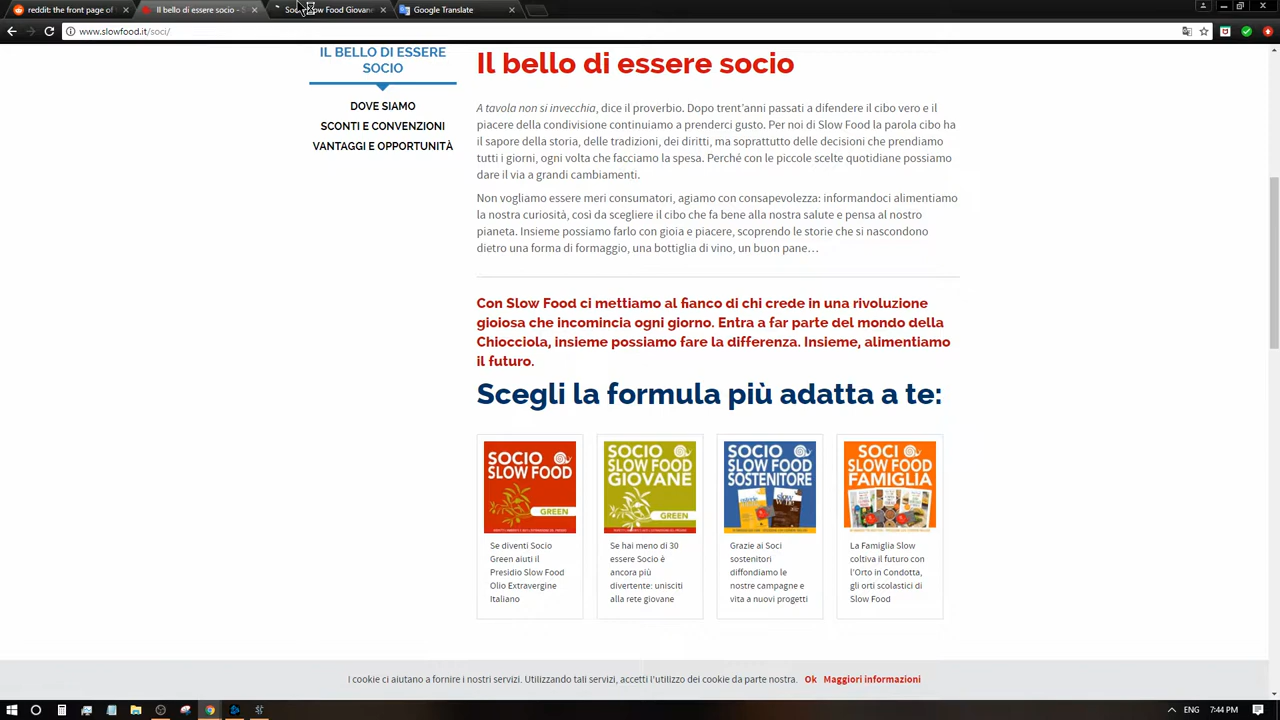 reddit: the front page of
Il bello di essere socio - S
Google Translate
www.slowfood.it/soci/
IL BELLO DI ESSERE
SOCIO
DOVE SIAMO
SCONTI E CONVENZIONI
VANTAGGI E OPPORTUNITÀ
Il bello di essere socio
A tavola non si invecchia, dice il proverbio. Dopo trent'anni passati a difendere il cibo vero e il
piacere della condivisione continuiamo a prenderci gusto. Per noi di Slow Food la parola cibo ha
il sapore della storia, delle tradizioni, dei diritti, ma soprattutto delle decisioni che prendiamo
tutti i giorni, ogni volta che facciamo la spesa. Perché con le piccole scelte quotidiane possiamo
dare il via a grandi cambiamenti.
Non vogliamo essere meri consumatori, agiamo con consapevolezza: informandoci alimentiamo
la nostra curiosità, così da scegliere il cibo che fa bene alla nostra salute e pensa al nostro
pianeta. Insieme possiamo farlo con gioia e piacere, scoprendo le storie che si nascondono
dietro una forma di formaggio, una bottiglia di vino, un buon pane…
Con Slow Food ci mettiamo al fianco di chi crede in una rivoluzione
gioiosa che incomincia ogni giorno. Entra a far parte del mondo della
Chiocciola, insieme possiamo fare la differenza. Insieme, alimentiamo
il futuro.
Scegli la formula più adatta a te:
SOCIO
SLOW FOOD
GREEN
Se diventi Socio
Green aiuti il
Presidio Slow Food
Olio Extravergine
Italiano
SOCIO
SLOW FOOD
GIOVANE
GREEN
Se hai meno di 30
essere Socio è
ancora più
divertente: unisciti
alla rete giovane
SOCIO
SLOW FOOD
SOSTENITORE
Grazie ai Soci
sostenitori
diffondiamo le
nostre campagne e
vita a nuovi progetti
SOCI
SLOW FOOD
FAMIGLIA
La Famiglia Slow
coltiva il futuro con
l'Orto in Condotta,
gli orti scolastici di
Slow Food
I cookie ci aiutano a fornire i nostri servizi. Utilizzando tali servizi, accetti l'utilizzo dei cookie da parte nostra. Ok Maggiori informazioni
ENG 7:44 PM